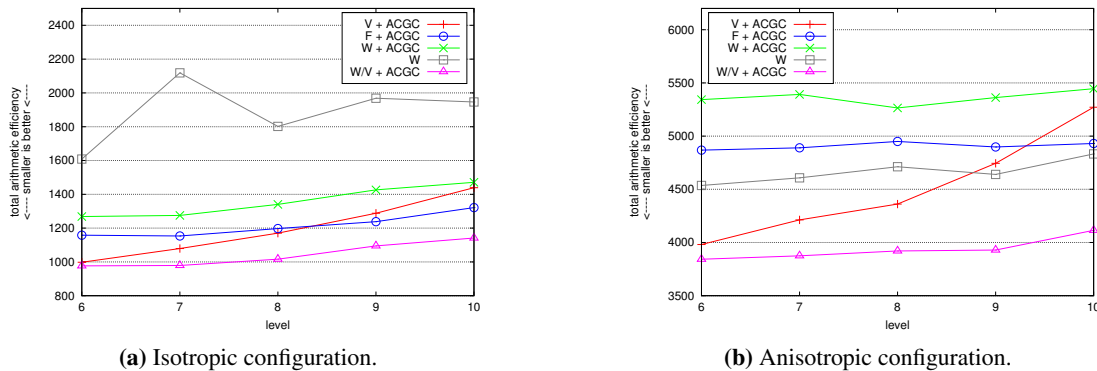 total arithmetic efficiency
<---- smaller is better <----
2400
2200
2000
1800
1600
1400
1200
1000
800
V + ACGC
F + ACGC
W + ACGC
W
W/V + ACGC
6 7 8 9 10
level
(a) Isotropic configuration.
total arithmetic efficiency
<---- smaller is better <----
6000
5500
5000
4500
4000
3500
V + ACGC
F + ACGC
W + ACGC
W
W/V + ACGC
6 7 8 9 10
level
(b) Anisotropic configuration.